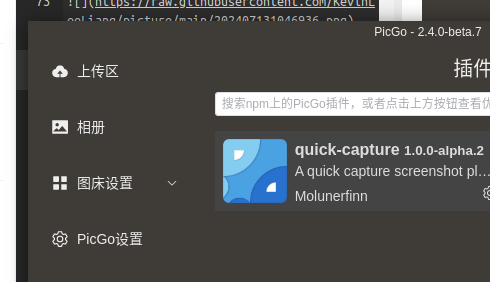 73
![](https://raw.githubusercontent.com/KevinL
eeLiang/picture/main/202407131046936.png)
PicGo - 2.4.0-beta.7
上传区
插件
搜索npm上的PicGo插件，或者点击上方按钮查看优
相册
quick-capture 1.0.0-alpha.2
A quick capture screenshot pl...
图床设置
Molunerfinn
PicGo设置